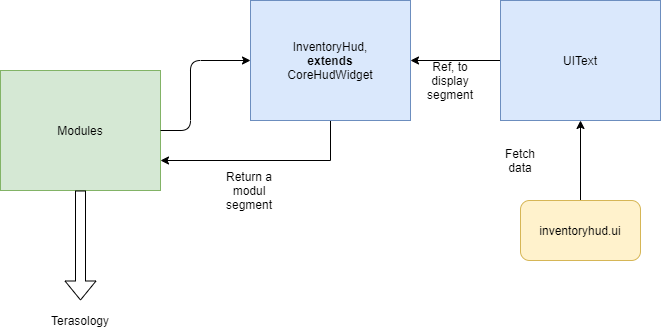 InventoryHud,
extends
CoreHudWidget
UIText
Ref, to
display
segment
Modules
Fetch
data
Return a
modul
segment
inventoryhud.ui
Terasology